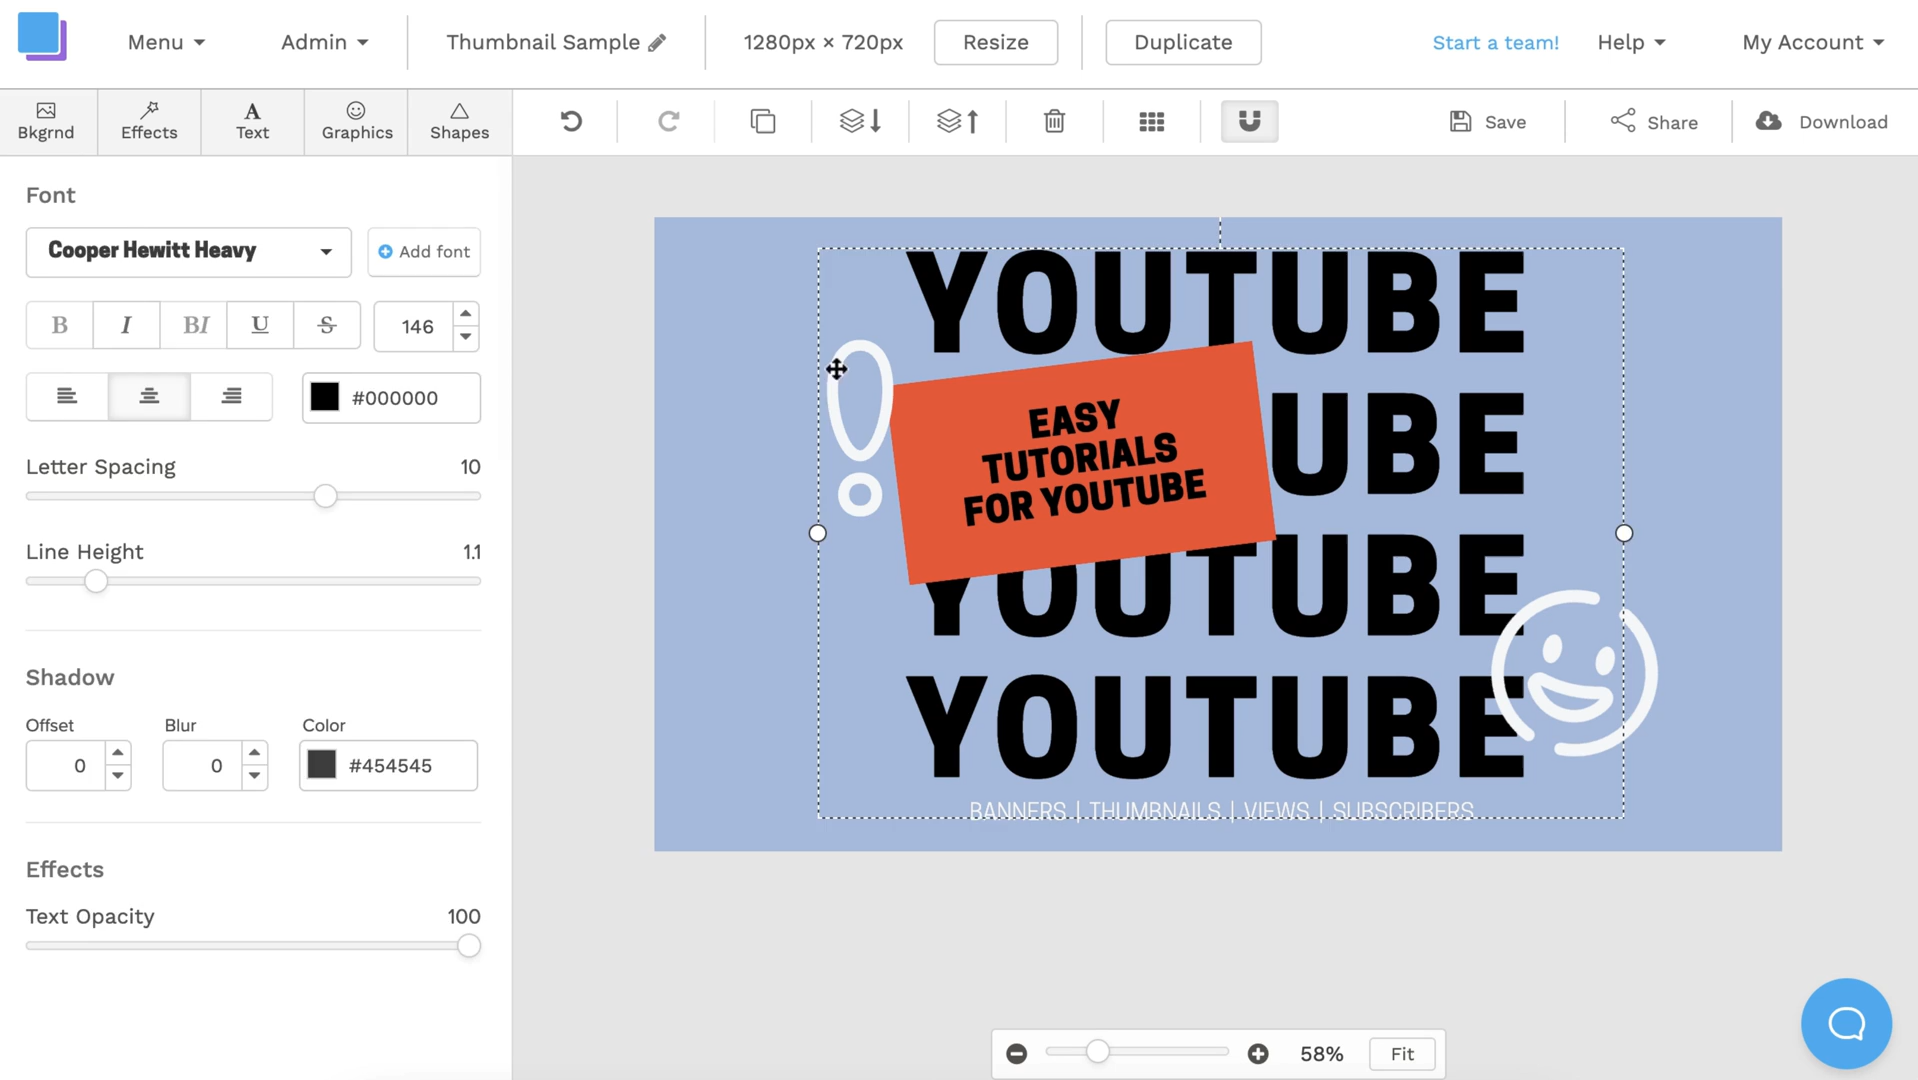 Menu
Admin
Thumbnail Sample
1280px × 720px
Resize
Duplicate
Start a team!
Help
My Account
Bkgrnd
Effects
Text
Graphics
Shapes
Save
Share
Download
Font
Cooper Hewitt Heavy
Add font
B
I
BI
U
S
146
#000000
Letter Spacing
10
Line Height
1.1
Shadow
Offset
Blur
Color
0
0
#454545
Effects
Text Opacity
100
YOUTUBE
EASY
TUTORIALS
FOR YOUTUBE
UBE
YOUTUBE
YOUTUBE
BANNERS | THUMBNAILS | VIEWS | SUBSCRIBERS
58%
Fit